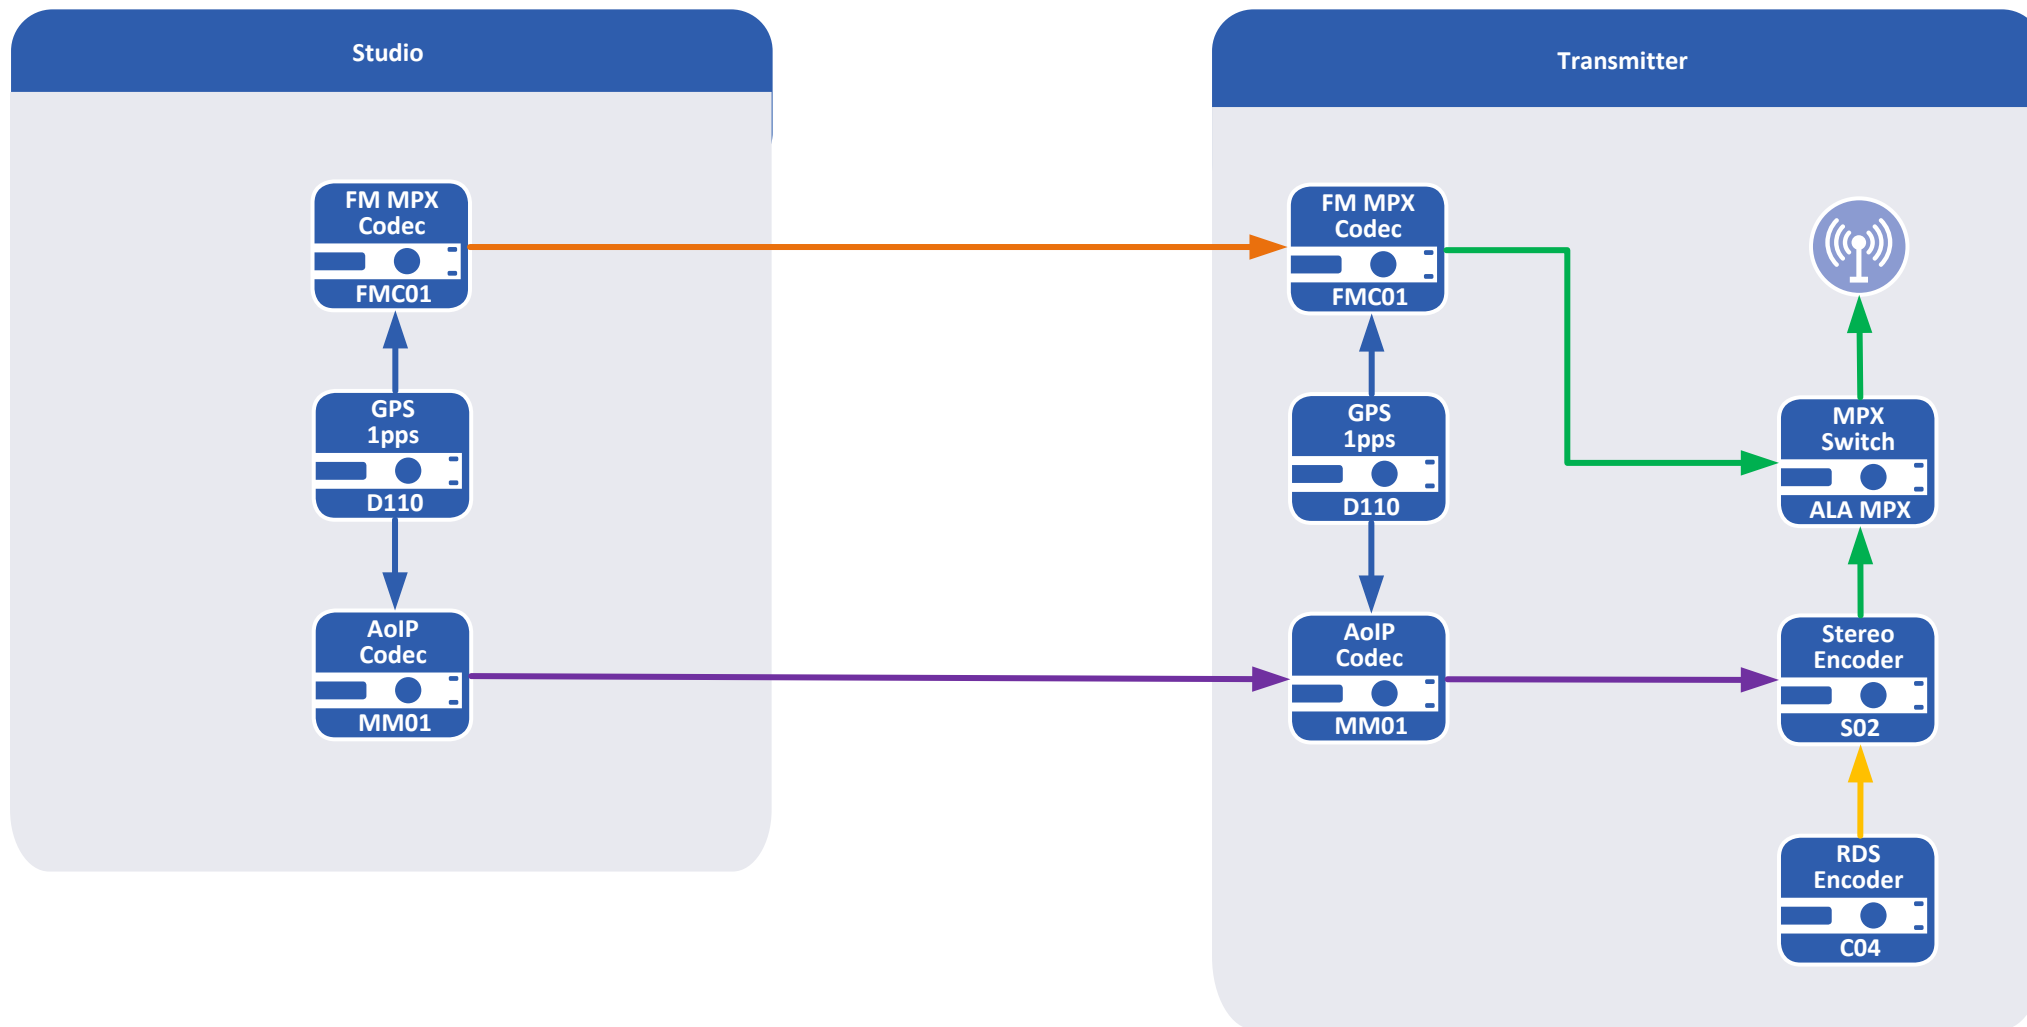 Studio
FM MPX
Codec
FMC01
GPS
1pps
D110
AoIP
Codec
MM01
Transmitter
FM MPX
Codec
FMC01
GPS
1pps
D110
AoIP
Codec
MM01
MPX
Switch
ALA MPX
Stereo
Encoder
S02
RDS
Encoder
C04